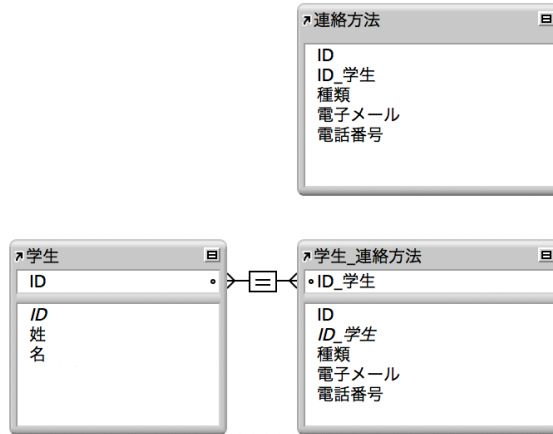 連絡方法
ID
ID_学生
種類
電子メール
電話番号
学生
ID
ID
姓
名
学生_連絡方法
ID_学生
ID
ID_学生
種類
電子メール
電話番号